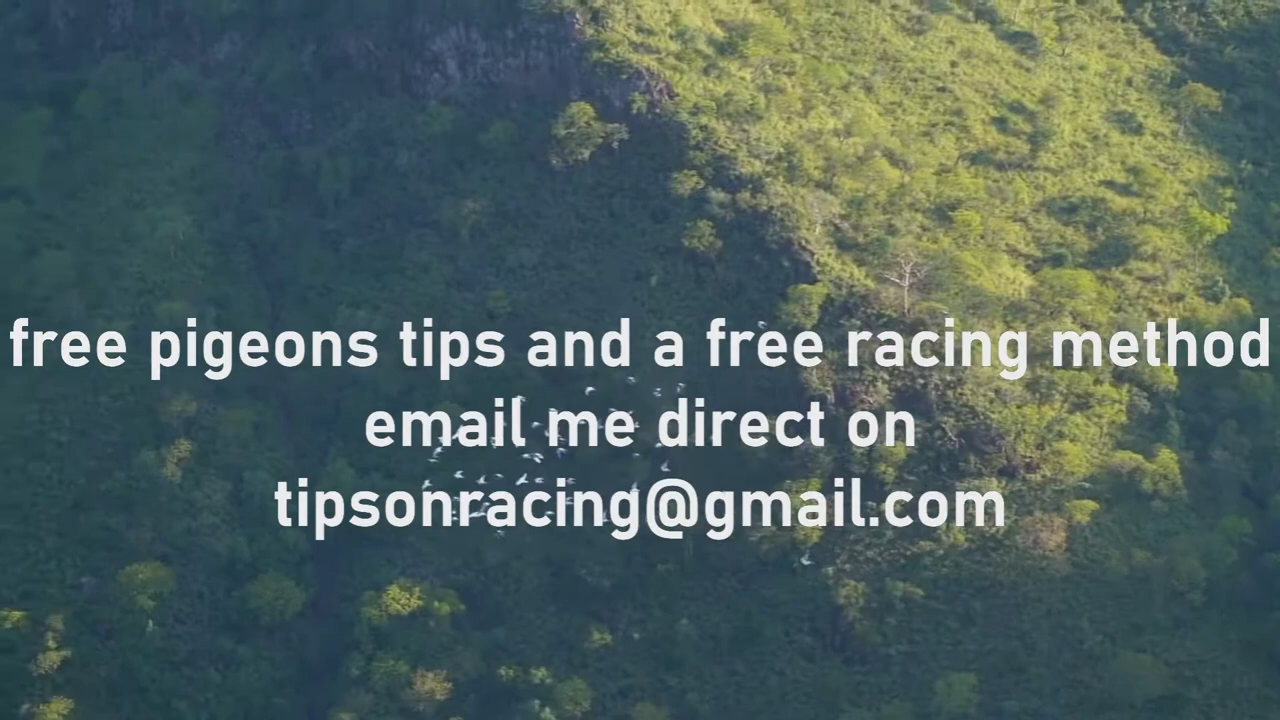 free pigeons tips and a free racing method
email me direct on
tipsonracing@gmail.com